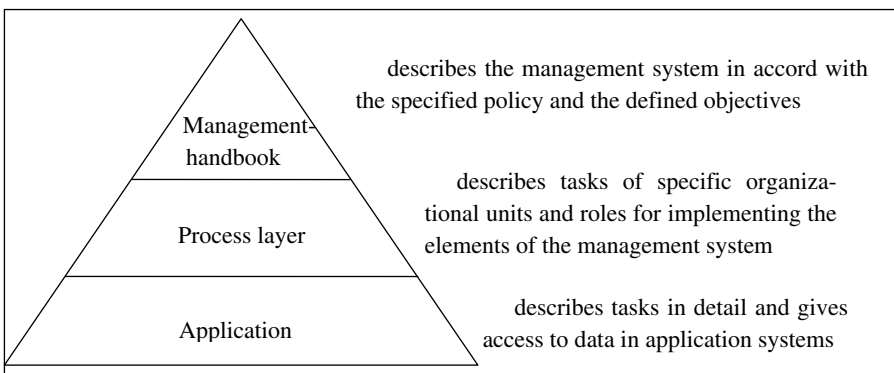 describes the management system in accord with
the specified policy and the defined objectives
Management-
handbook
describes tasks of specific organiza-
tional units and roles for implementing the
elements of the management system
Process layer
describes tasks in detail and gives
access to data in application systems
Application